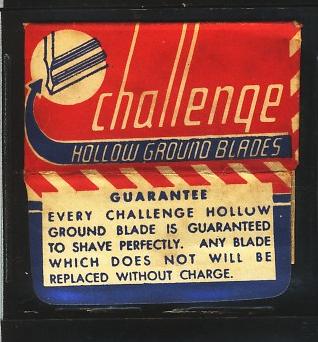 challenge
HOLLOW GROUND BLADES
GUARANTEE
EVERY CHALLENGE HOLLOW
GROUND BLADE IS GUARANTEED
TO SHAVE PERFECTLY. ANY BLADE
WHICH DOES NOT WILL BE
REPLACED WITHOUT CHARGE.